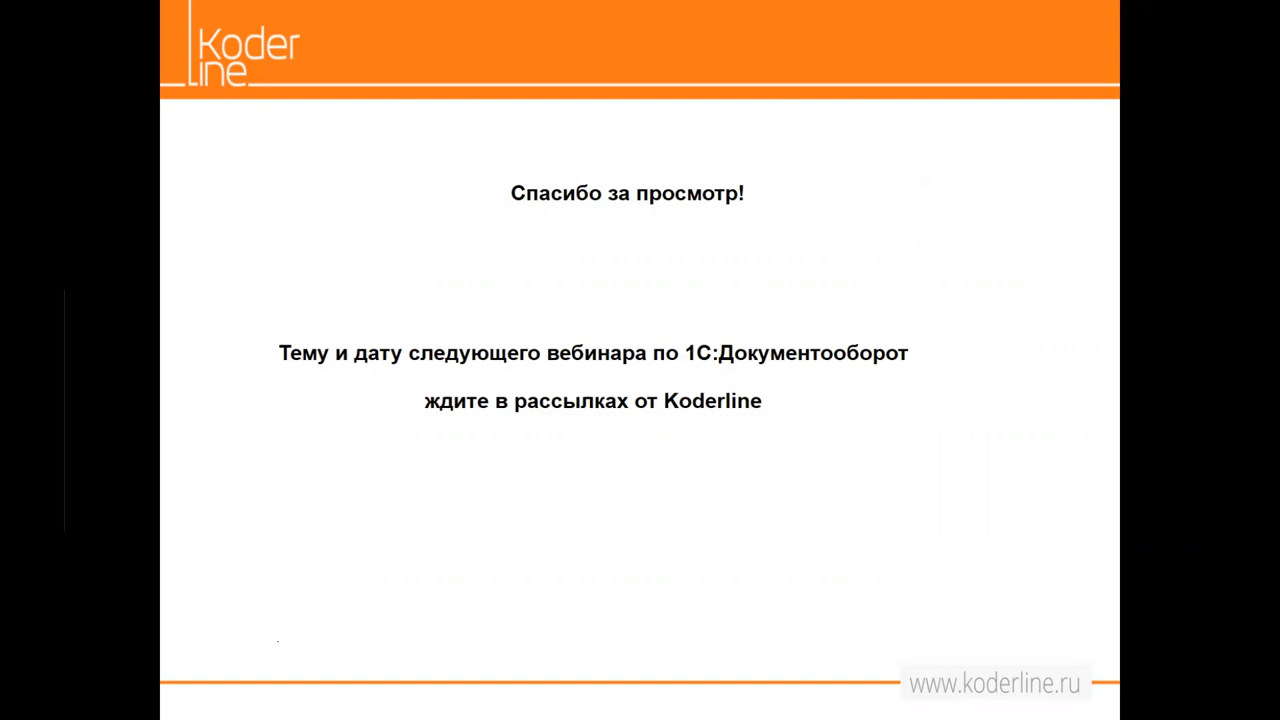 Koder
line
Спасибо за просмотр!
Тему и дату следующего вебинара по 1С:Документооборот
ждите в рассылках от Koderline
www.koderline.ru